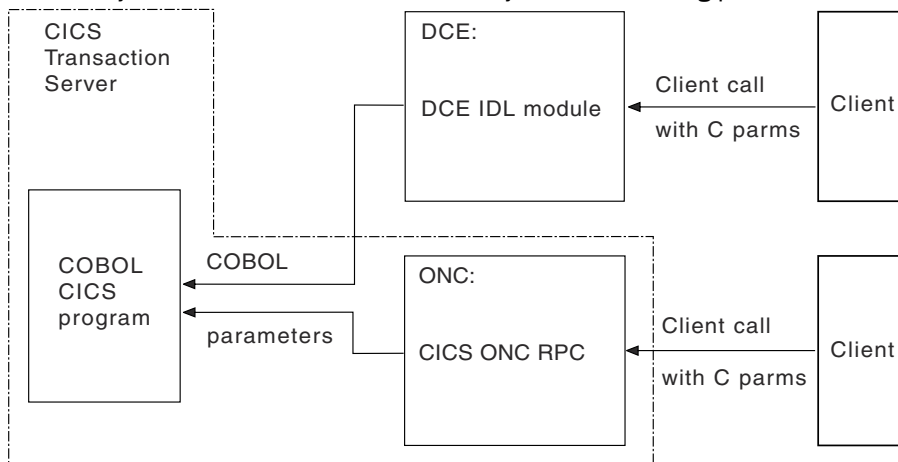 CICS
Transaction
Server
DCE:
DCE IDL module
Client call
with C parms
Client
COBOL
CICS
program
COBOL
parameters
ONC:
CICS ONC RPC
Client call
with C parms
Client